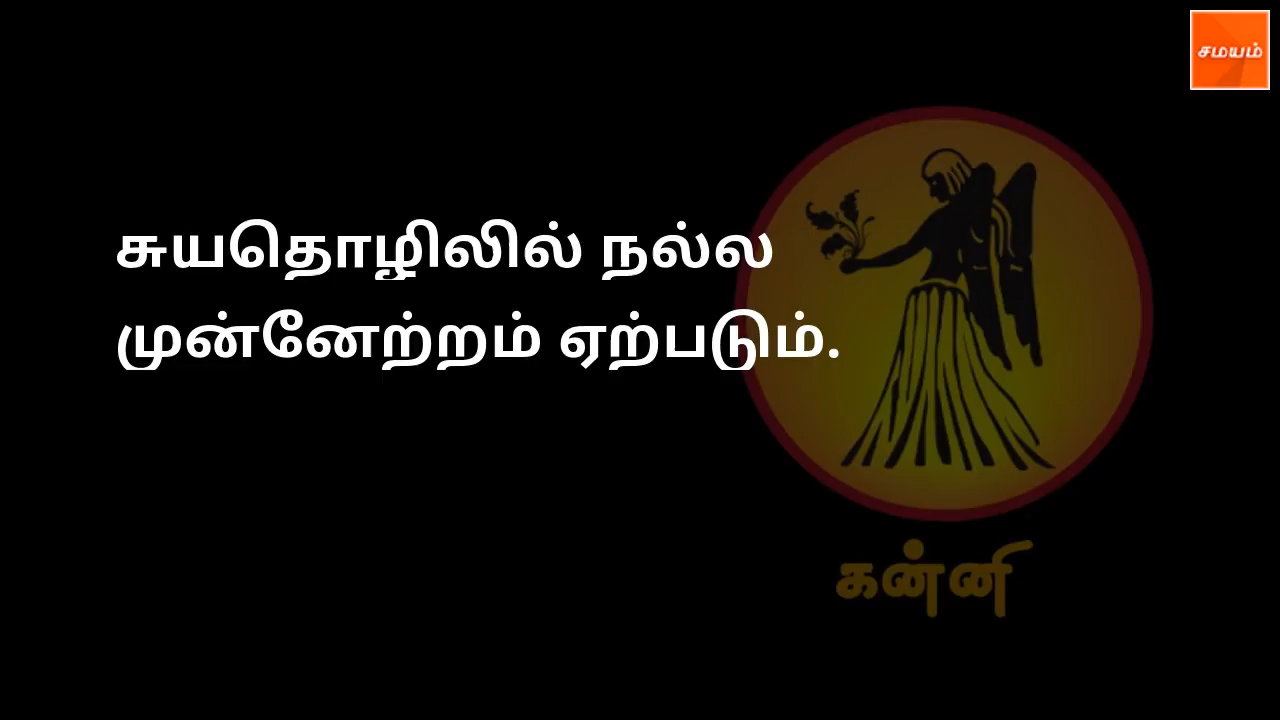 சமயம்
சுயதொழிலில் நல்ல
முன்னேற்றம் ஏற்படும்.
கன்னி